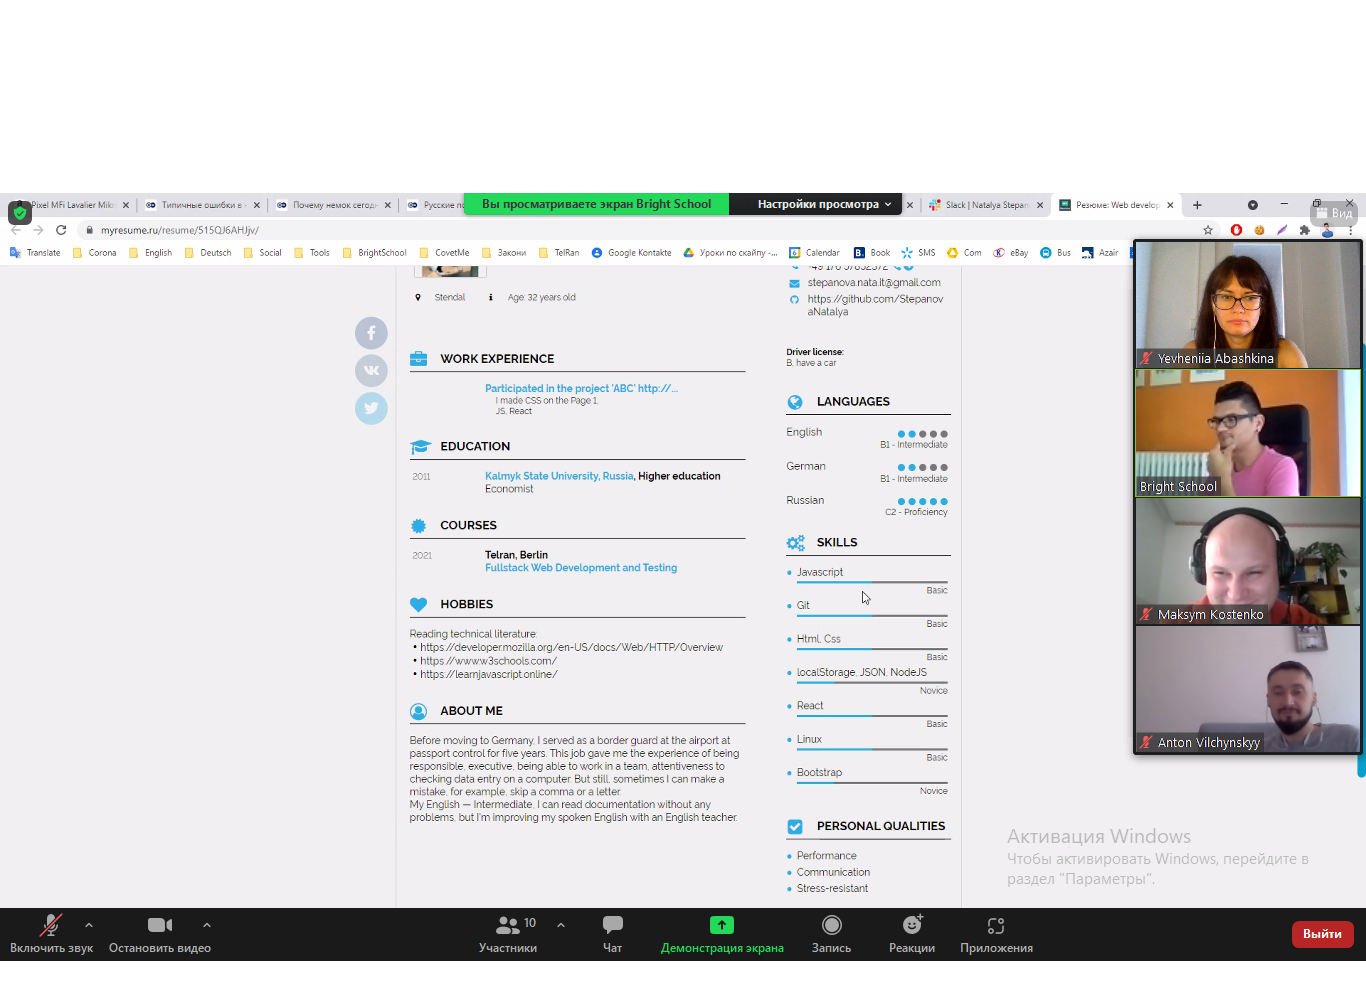 Pixel MFi Lavalier Mikr
Типичные ошибки в и
Почему немок сегодн
Русские по
Вы просматриваете экран Bright School
Настройки просмотра
Slack | Natalya Stepan
Резюме: Web develop
Вид
myresume.ru/resume/515QJ6AHJjv/
Translate
Corona
English
Deutsch
Social
Tools
BrightSchool
CovetMe
Закони
TelRan
Google Kontakte
Уроки по скайпу -...
Calendar
Book
SMS
Com
eBay
Bus
Azair
Stendal
Age: 32 years old
WORK EXPERIENCE
Participated in the project 'ABC' http://...
I made CSS on the Page 1.
JS, React
EDUCATION
2011
Kalmyk State University, Russia, Higher education
Economist
COURSES
2021
Telran, Berlin
Fullstack Web Development and Testing
HOBBIES
Reading technical literature:
• https://developer.mozilla.org/en-US/docs/Web/HTTP/Overview
• https://www.w3schools.com/
• https://learnjavascript.online/
ABOUT ME
Before moving to Germany, I served as a border guard at the airport at
passport control for five years. This job gave me the experience of being
responsible, executive, being able to work in a team, attentiveness to
checking data entry on a computer. But still, sometimes I can make a
mistake, for example, skip a comma or a letter.
My English — Intermediate, I can read documentation without any
problems, but I'm improving my spoken English with an English teacher.
stepanova.nata.it@gmail.com
https://github.com/Stepanov
aNatalya
Driver license:
B, have a car
LANGUAGES
English
B1 - Intermediate
German
B1 - Intermediate
Russian
C2 - Proficiency
SKILLS
Javascript
Basic
Git
Basic
Html, Css
Basic
localStorage, JSON, NodeJS
Novice
React
Basic
Linux
Basic
Bootstrap
Novice
PERSONAL QUALITIES
Performance
Communication
Stress-resistant
Yevheniia Abashkina
Bright School
Maksym Kostenko
Anton Vilchynskyy
Активация Windows
Чтобы активировать Windows, перейдите в
раздел "Параметры".
Включить звук
Остановить видео
10
Участники
Чат
Демонстрация экрана
Запись
Реакции
Приложения
Выйти